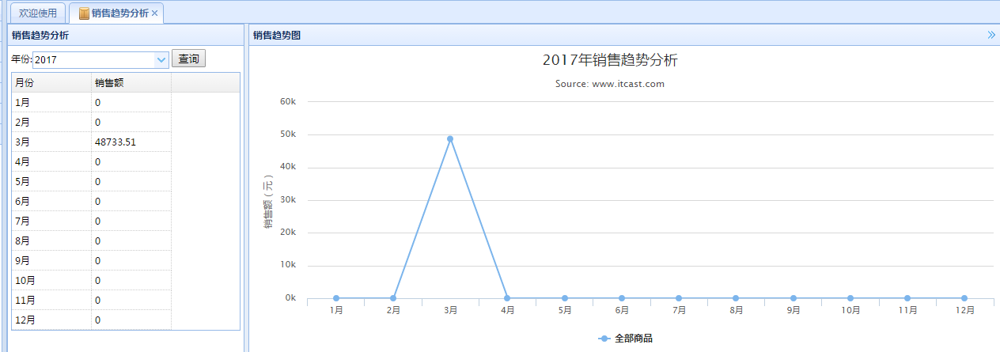 欢迎使用 销售趋势分析
销售趋势分析
年份:2017 查询
月份 销售额
1月 0
2月 0
3月 48733.51
4月 0
5月 0
6月 0
7月 0
8月 0
9月 0
10月 0
11月 0
12月 0
销售趋势图
2017年销售趋势分析
Source: www.itcast.com
销售额 ( 元 )
60k
50k
40k
30k
20k
10k
0k
1月 2月 3月 4月 5月 6月 7月 8月 9月 10月 11月 12月
全部商品